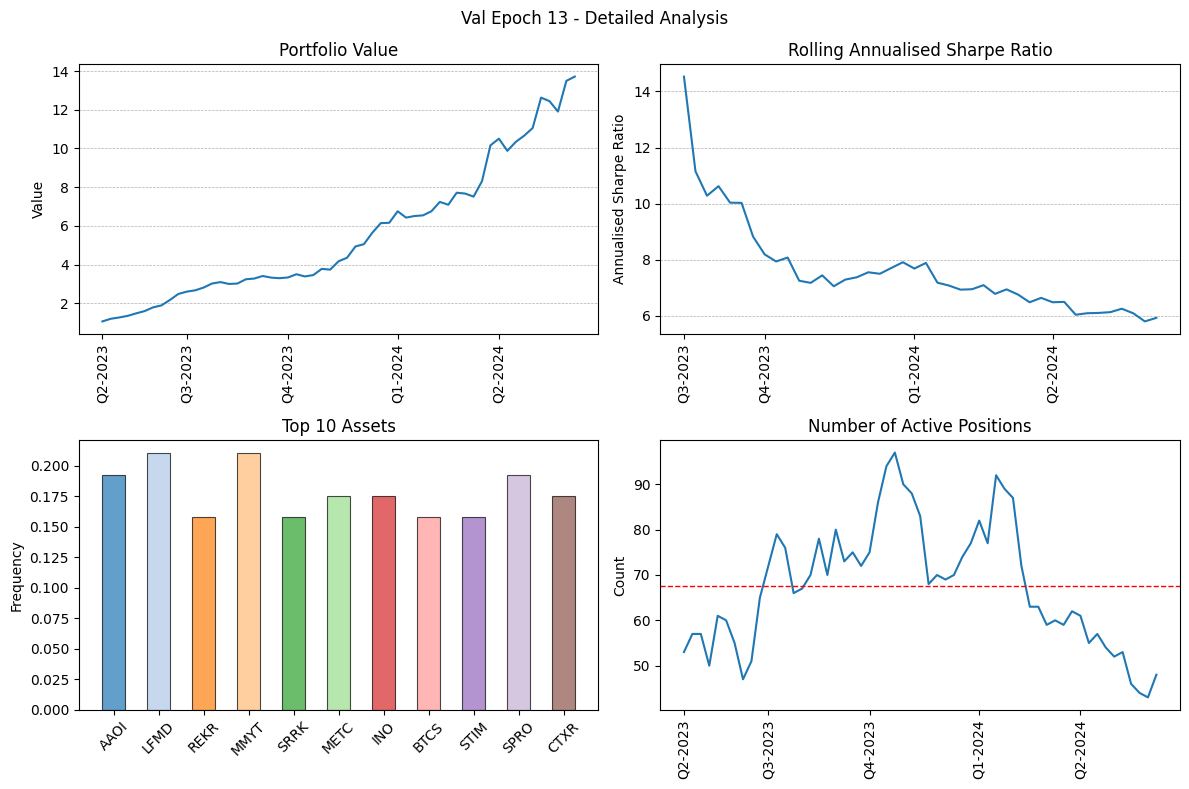 Val Epoch 13 - Detailed Analysis
Portfolio Value
Value
14
12
10
8
6
4
2
Q2-2023
Q3-2023
Q4-2023
Q1-2024
Q2-2024
Rolling Annualised Sharpe Ratio
Annualised Sharpe Ratio
14
12
10
8
6
Q3-2023
Q4-2023
Q1-2024
Q2-2024
Top 10 Assets
Frequency
0.200
0.175
0.150
0.125
0.100
0.075
0.050
0.025
0.000
AAOI
LFMD
REKR
MMYT
SRRK
METC
INO
BTCS
STIM
SPRO
CTXR
Number of Active Positions
Count
90
80
70
60
50
Q2-2023
Q3-2023
Q4-2023
Q1-2024
Q2-2024